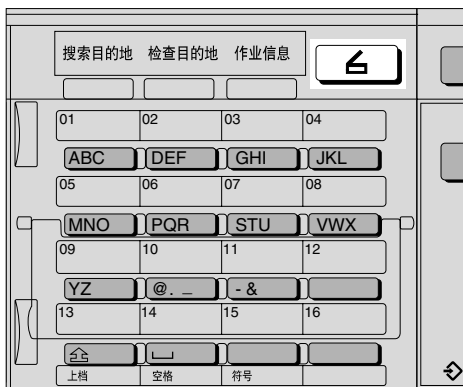 搜索目的地 检查目的地 作业信息
01 02 03 04
ABC DEF GHI JKL
05 06 07 08
MNO PQR STU VWX
09 10 11 12
YZ @. _ - &
13 14 15 16
上档 空格 符号